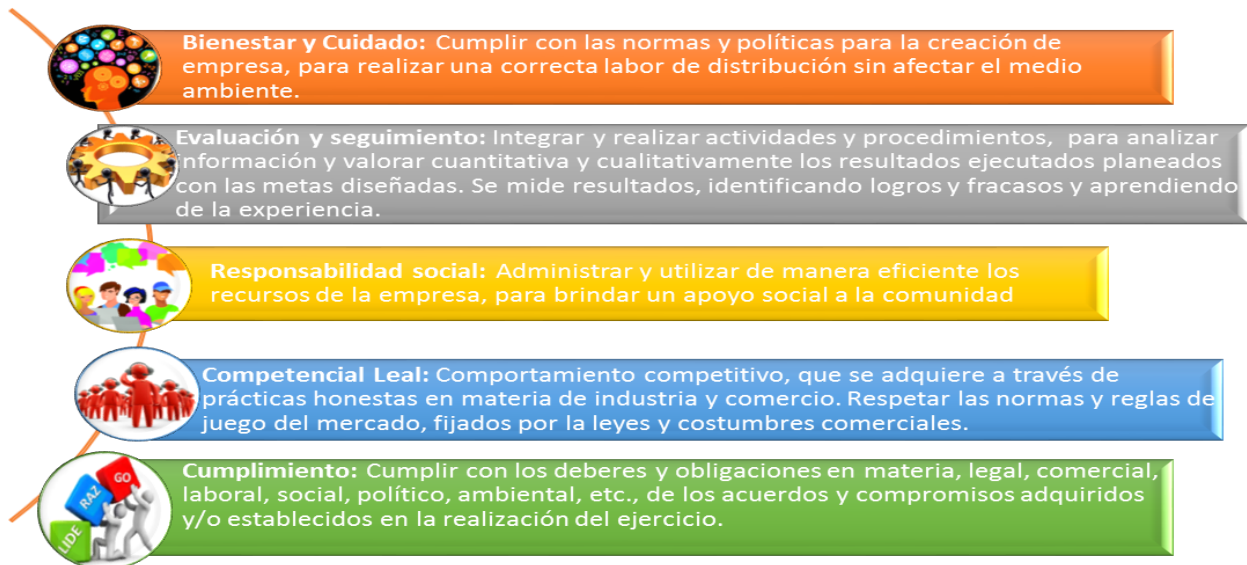 Bienestar y Cuidado: Cumplir con las normas y políticas para la creación de
empresa, para realizar una correcta labor de distribución sin afectar el medio
ambiente.
Evaluación y seguimiento: Integrar y realizar actividades y procedimientos, para analizar
información y valorar cuantitativa y cualitativamente los resultados ejecutados planeados
con las metas diseñadas. Se mide resultados, identificando logros y fracasos y aprendiendo
de la experiencia.
Responsabilidad social: Administrar y utilizar de manera eficiente los
recursos de la empresa, para brindar un apoyo social a la comunidad
Competencial Leal: Comportamiento competitivo, que se adquiere a través de
prácticas honestas en materia de industria y comercio. Respetar las normas y reglas de
juego del mercado, fijados por la leyes y costumbres comerciales.
GO
RAZ
LIDE
Cumplimiento: Cumplir con los deberes y obligaciones en materia, legal, comercial,
laboral, social, político, ambiental, etc., de los acuerdos y compromisos adquiridos
y/o establecidos en la realización del ejercicio.